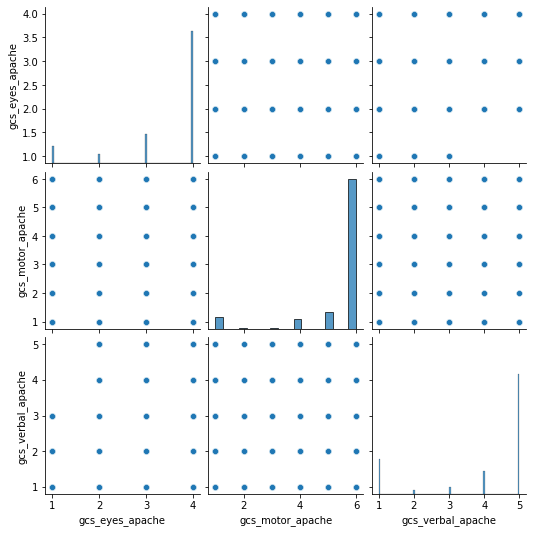 4.0
3.5
3.0
2.5
2.0
1.5
1.0
gcs_eyes_apache
6
5
4
3
2
1
gcs_motor_apache
5
4
3
2
1
gcs_verbal_apache
1 2 3 4
2 4 6
1 2 3 4 5
gcs_eyes_apache
gcs_motor_apache
gcs_verbal_apache